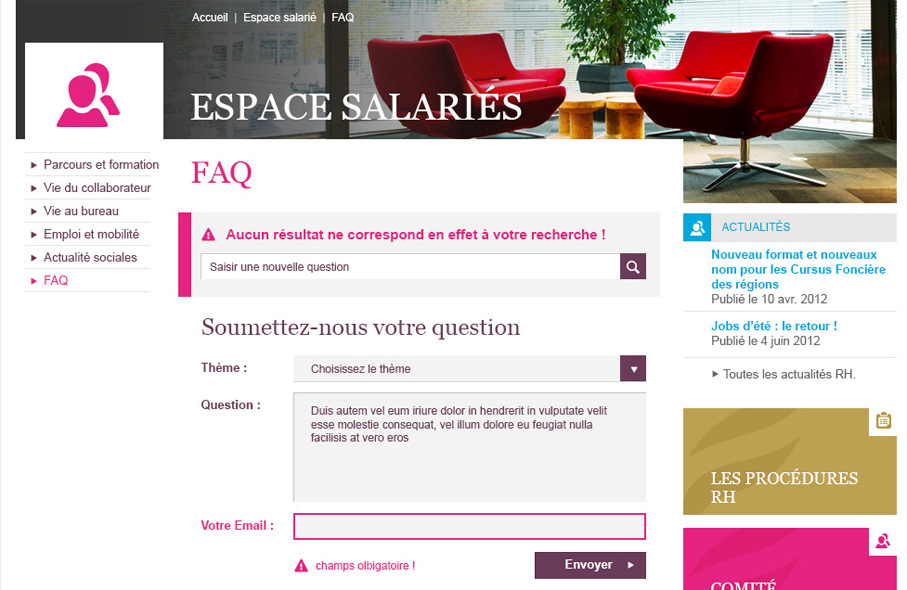 Accueil | Espace salarié | FAQ
ESPACE SALARIÉS
Parcours et formation
Vie du collaborateur
Vie au bureau
Emploi et mobilité
Actualité sociales
FAQ
FAQ
Aucun résultat ne correspond en effet à votre recherche !
Saisir une nouvelle question
Soumettez-nous votre question
Thème :
Choisissez le thème
Question :
Duis autem vel eum iriure dolor in hendrerit in vulputate velit
esse molestie consequat, vel illum dolore eu feugiat nulla
facilisis at vero eros
Votre Email :
champs olbigatoire !
Envoyer
ACTUALITÉS
Nouveau format et nouveaux
nom pour les Cursus Foncière
des régions
Publié le 10 avr. 2012
Jobs d'été : le retour !
Publié le 4 juin 2012
Toutes les actualités RH.
LES PROCÉDURES
RH
COMITÉ